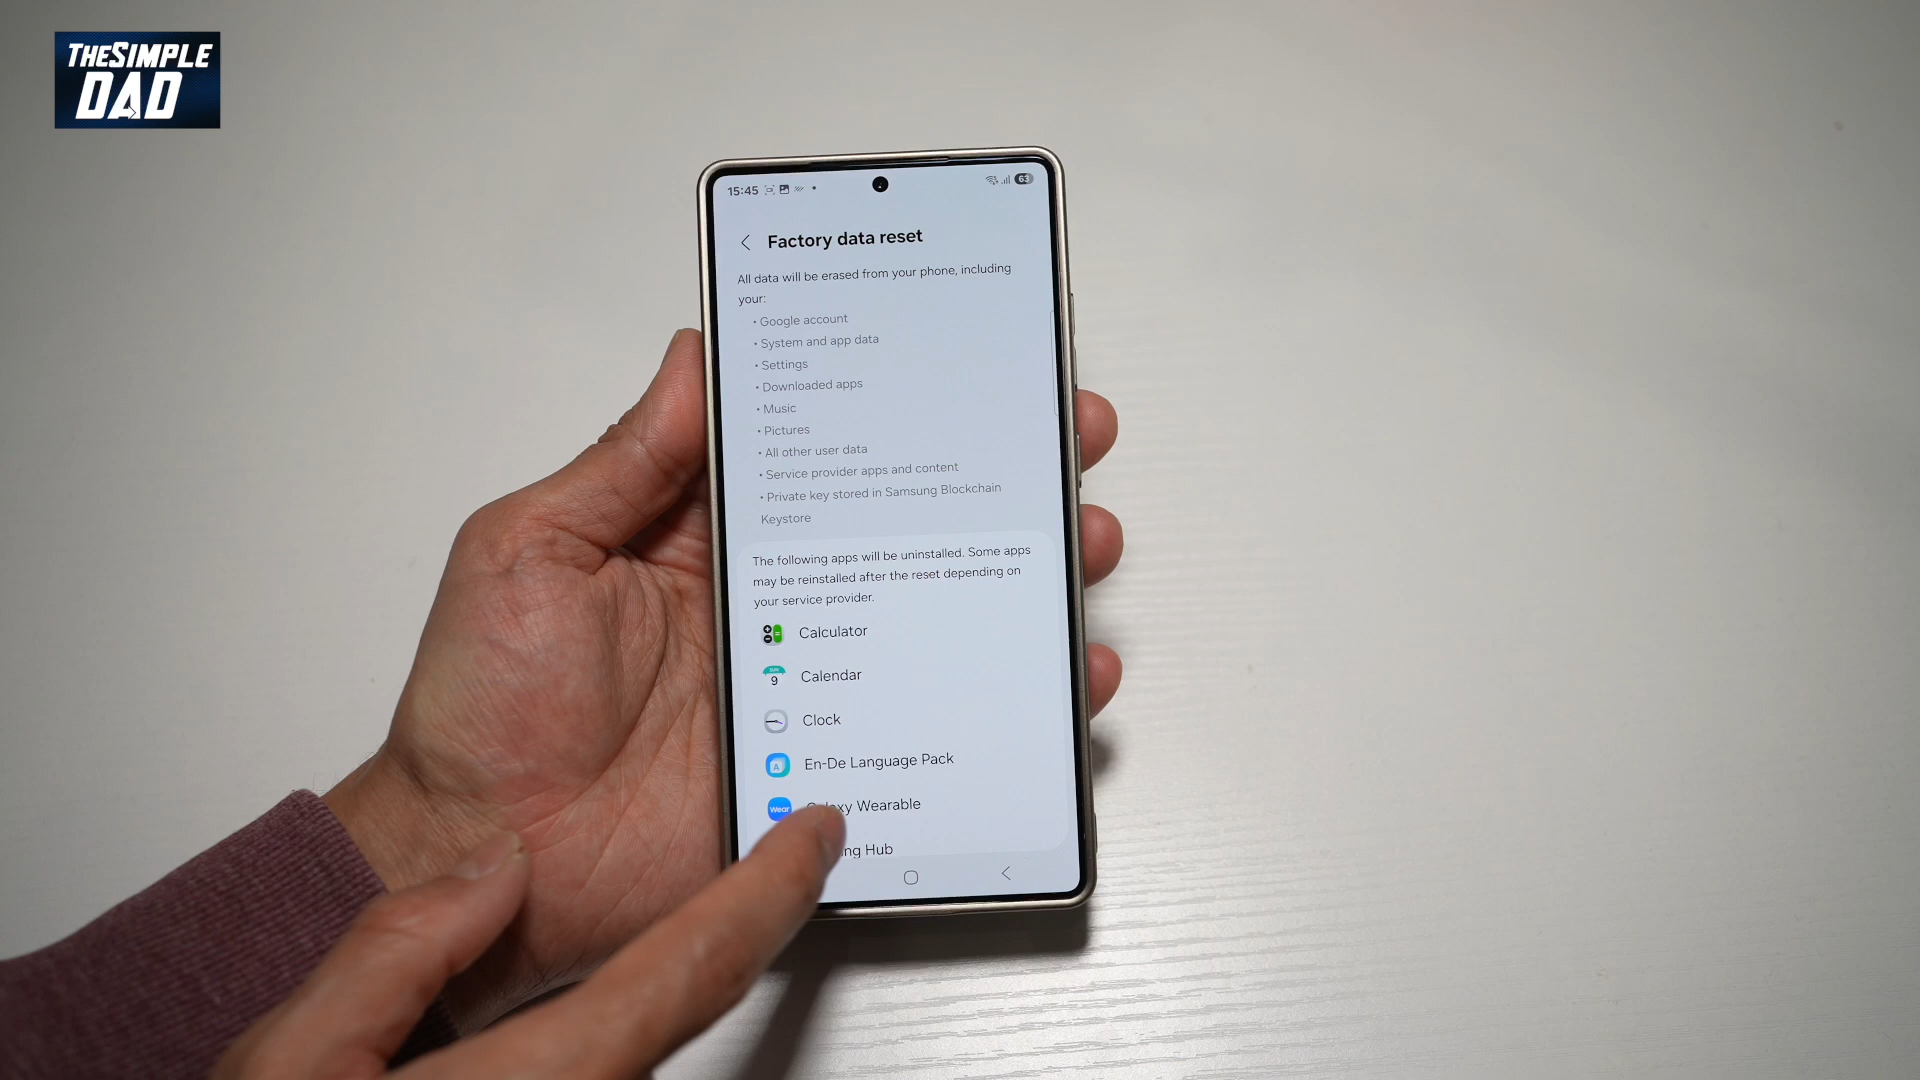 THESIMPLE
DAD
15:45
63
Factory data reset
All data will be erased from your phone, including
your:
• Google account
• System and app data
• Settings
• Downloaded apps
• Music
• Pictures
• All other user data
• Service provider apps and content
• Private key stored in Samsung Blockchain
Keystore
The following apps will be uninstalled. Some apps
may be reinstalled after the reset depending on
your service provider.
Calculator
SUN
9
Calendar
Clock
A
En-De Language Pack
Wear
Wearable
Hub